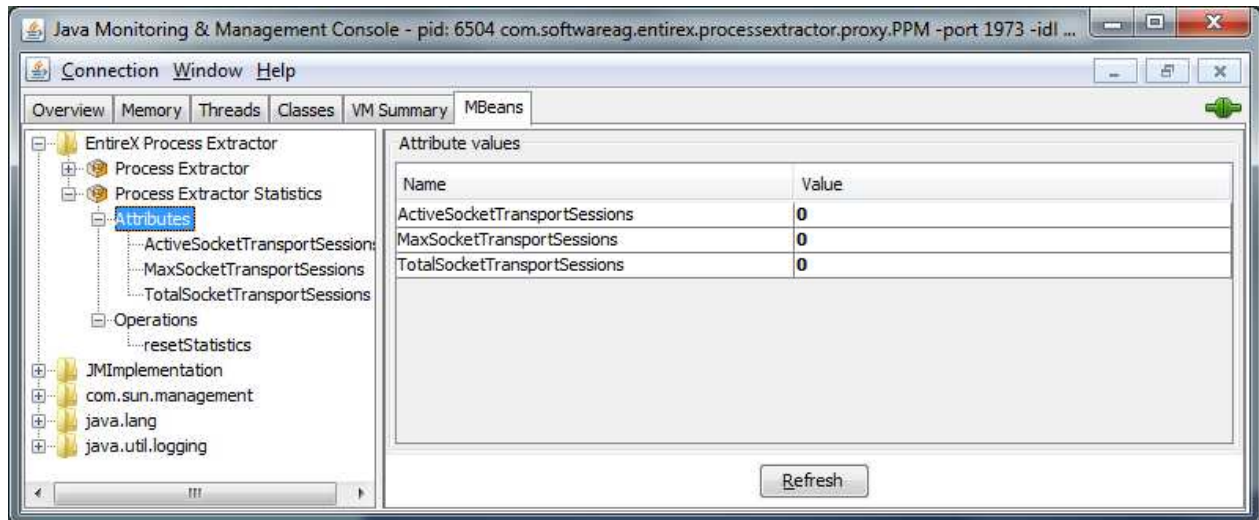 Java Monitoring & Management Console - pid: 6504 com.softwareag.entirex.processextractor.proxy.PPM -port 1973 -idl ...
Connection Window Help
Overview Memory Threads Classes VM Summary MBeans
EntireX Process Extractor
Process Extractor
Process Extractor Statistics
Attributes
ActiveSocketTransportSessions
MaxSocketTransportSessions
TotalSocketTransportSessions
Operations
resetStatistics
JMImplementation
com.sun.management
java.lang
java.util.logging
Attribute values
Name Value
ActiveSocketTransportSessions 0
MaxSocketTransportSessions 0
TotalSocketTransportSessions 0
Refresh